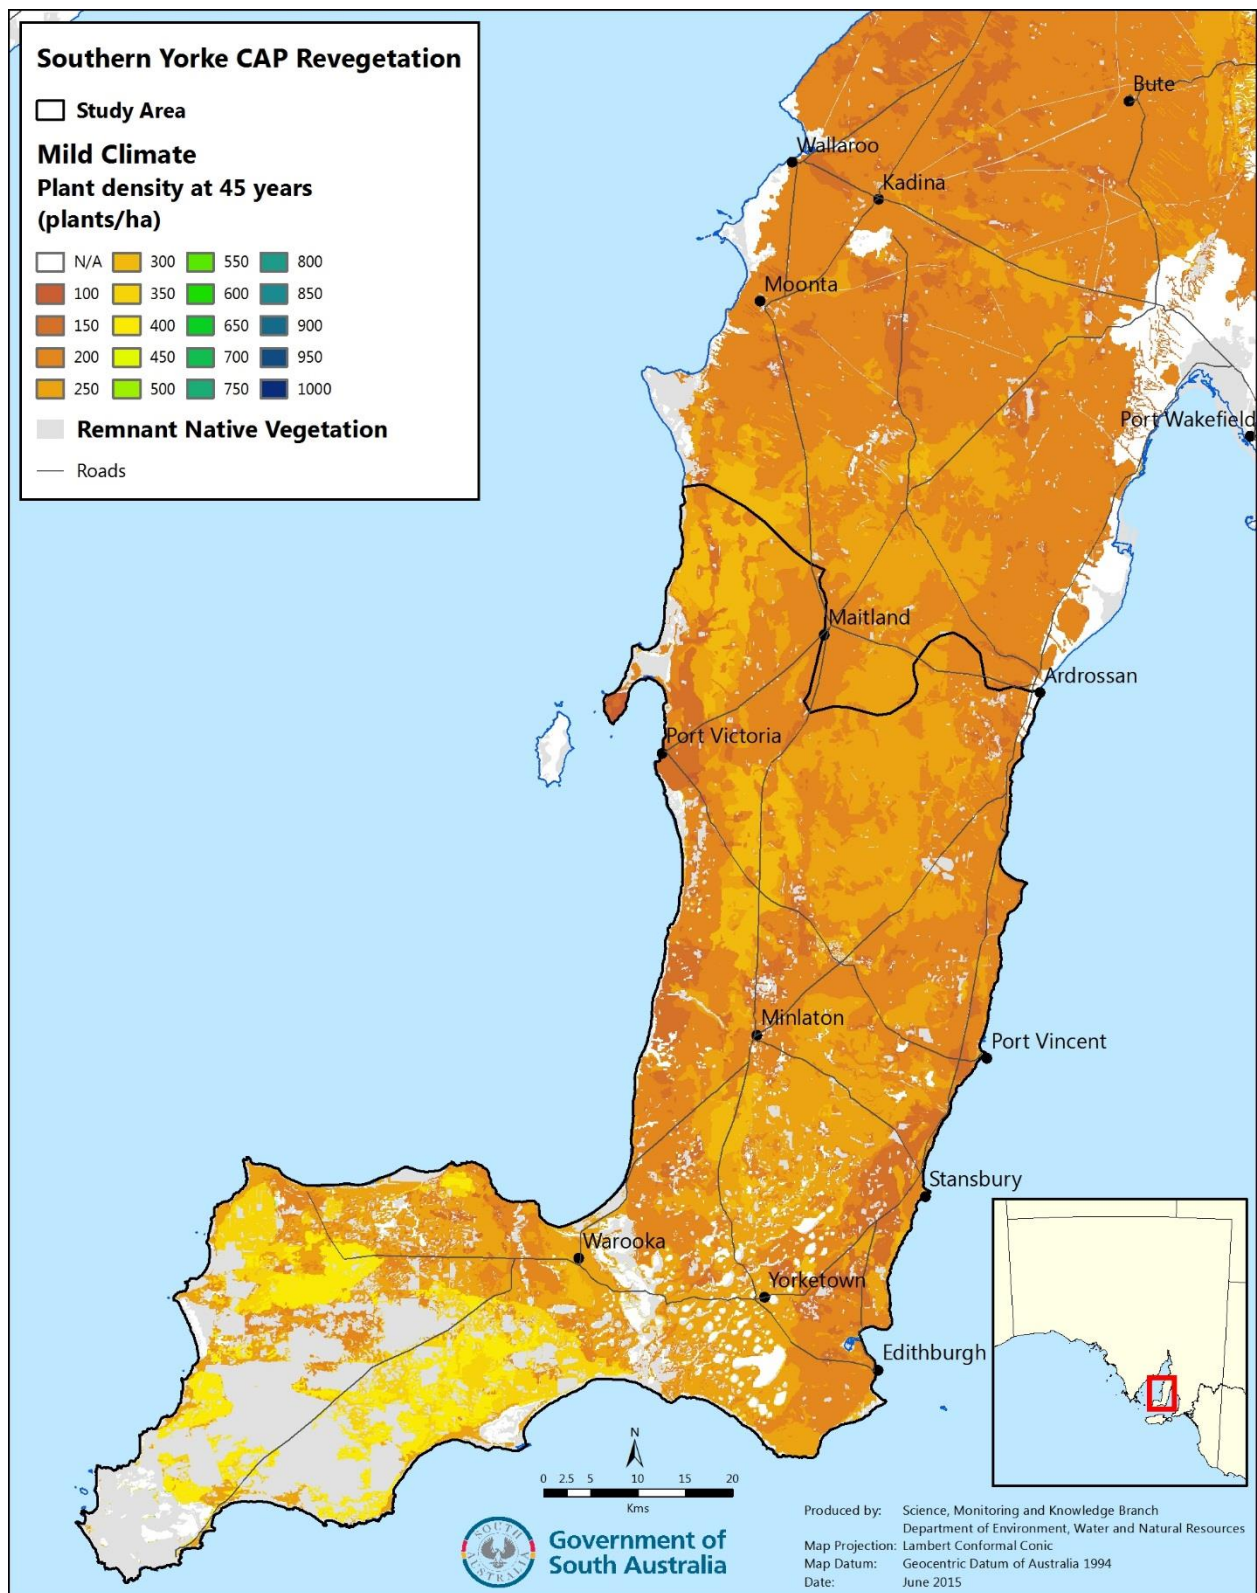 Southern Yorke CAP Revegetation
Study Area
Mild Climate
Plant density at 45 years
(plants/ha)
N/A 300 550 800
100 350 600 850
150 400 650 900
200 450 700 950
250 500 750 1000
Remnant Native Vegetation
Roads
Bute
Wallaroo
Kadina
Moonta
Port Wakefield
Maitland
Ardrossan
Port Victoria
Minlaton
Port Vincent
Stansbury
Warooka
Yorketown
Edithburgh
N
0 2.5 5 10 15 20
Kms
SOUTH AUSTRALIA
Government of
South Australia
Produced by: Science, Monitoring and Knowledge Branch
Department of Environment, Water and Natural Resources
Map Projection: Lambert Conformal Conic
Map Datum: Geocentric Datum of Australia 1994
Date: June 2015